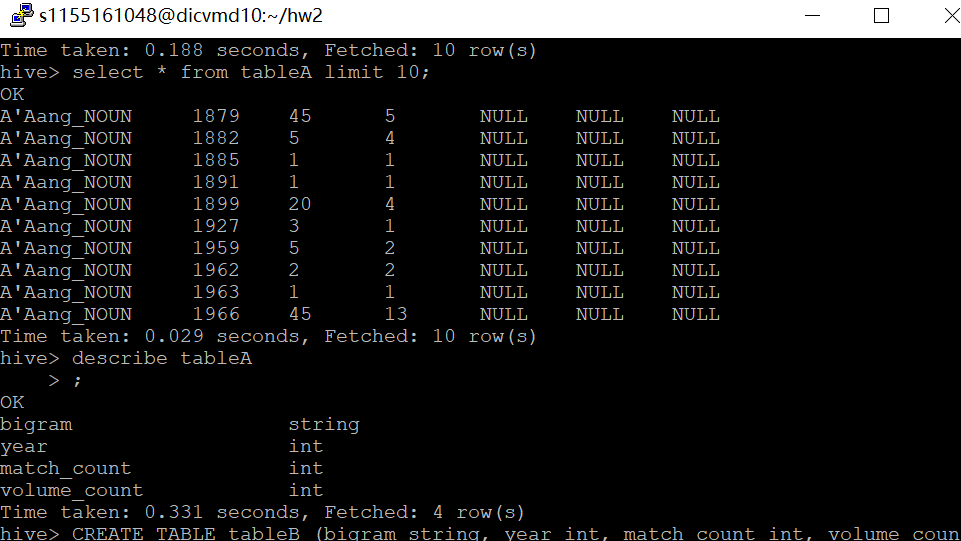 s1155161048@dicvmd10:~/hw2
Time taken: 0.188 seconds, Fetched: 10 row(s)
hive> select * from tableA limit 10;
OK
A'Aang_NOUN 1879 45 5 NULL NULL NULL
A'Aang_NOUN 1882 5 4 NULL NULL NULL
A'Aang_NOUN 1885 1 1 NULL NULL NULL
A'Aang_NOUN 1891 1 1 NULL NULL NULL
A'Aang_NOUN 1899 20 4 NULL NULL NULL
A'Aang_NOUN 1927 3 1 NULL NULL NULL
A'Aang_NOUN 1959 5 2 NULL NULL NULL
A'Aang_NOUN 1962 2 2 NULL NULL NULL
A'Aang_NOUN 1963 1 1 NULL NULL NULL
A'Aang_NOUN 1966 45 13 NULL NULL NULL
Time taken: 0.029 seconds, Fetched: 10 row(s)
hive> describe tableA
    > ;
OK
bigram string
year int
match_count int
volume_count int
Time taken: 0.331 seconds, Fetched: 4 row(s)
hive> CREATE TABLE tableB (bigram string, year int, match_count int, volume_coun